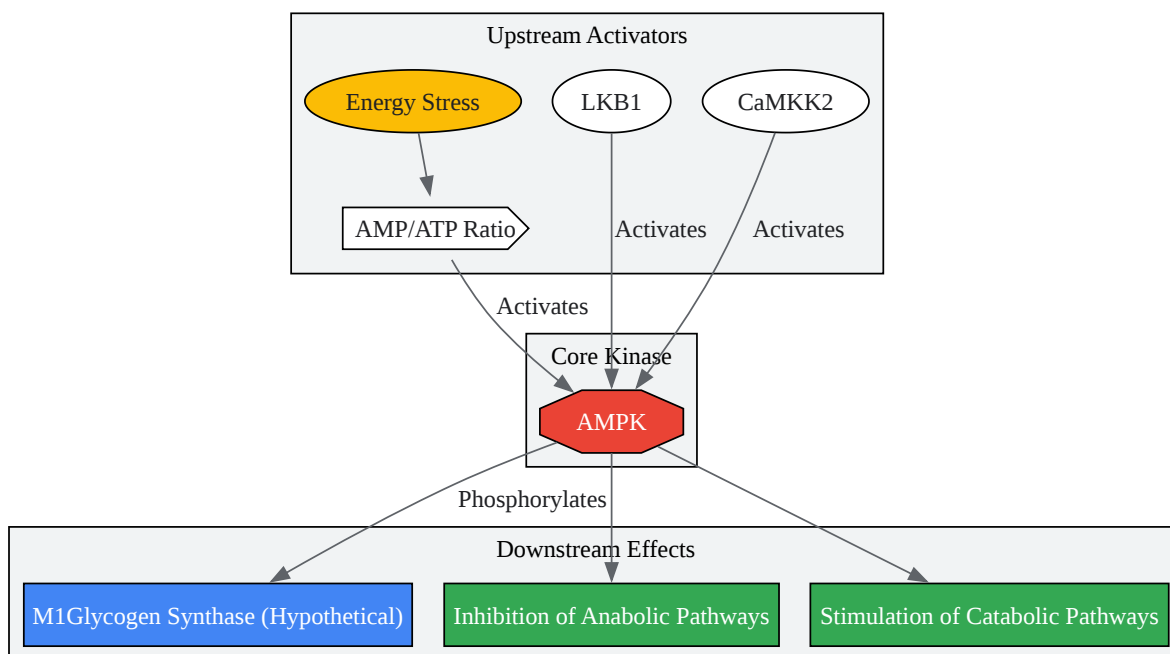 Upstream Activators
Energy Stress
LKB1
CaMKK2
AMP/ATP Ratio
Activates
Activates
Activates
Core Kinase
AMPK
Phosphorylates
Downstream Effects
M1Glycogen Synthase (Hypothetical)
Inhibition of Anabolic Pathways
Stimulation of Catabolic Pathways